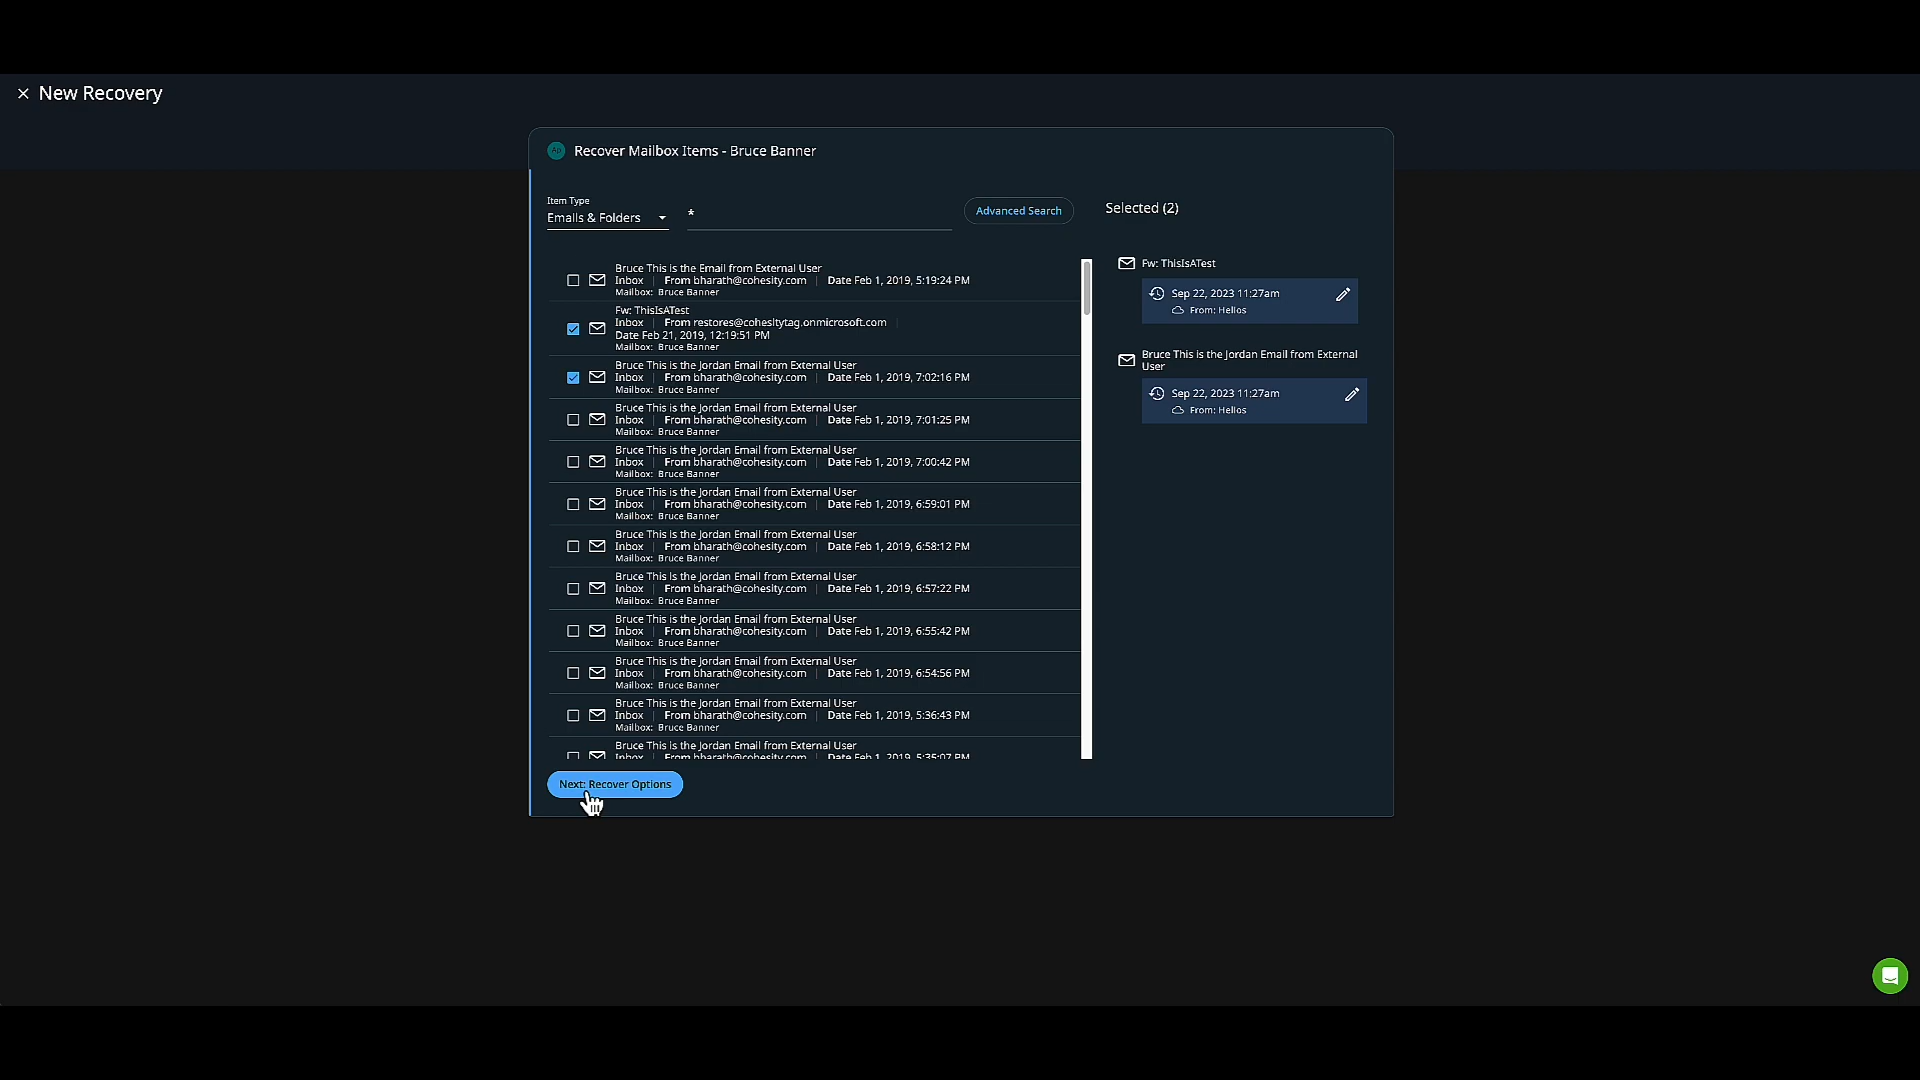 New Recovery
Recover Mailbox Items - Bruce Banner
Item Type
Emails & Folders
*
Advanced Search
Bruce This is the Email from External User
Inbox | From bharath@cohesity.com | Date Feb 1, 2019, 5:19:24 PM
Mailbox: Bruce Banner
Fw: ThisIsATest
Inbox | From restores@cohesitytag.onmicrosoft.com |
Date Feb 21, 2019, 12:19:51 PM
Mailbox: Bruce Banner
Bruce This is the Jordan Email from External User
Inbox | From bharath@cohesity.com | Date Feb 1, 2019, 7:02:16 PM
Mailbox: Bruce Banner
Bruce This is the Jordan Email from External User
Inbox | From bharath@cohesity.com | Date Feb 1, 2019, 7:01:25 PM
Mailbox: Bruce Banner
Bruce This is the Jordan Email from External User
Inbox | From bharath@cohesity.com | Date Feb 1, 2019, 7:00:42 PM
Mailbox: Bruce Banner
Bruce This is the Jordan Email from External User
Inbox | From bharath@cohesity.com | Date Feb 1, 2019, 6:59:01 PM
Mailbox: Bruce Banner
Bruce This is the Jordan Email from External User
Inbox | From bharath@cohesity.com | Date Feb 1, 2019, 6:58:12 PM
Mailbox: Bruce Banner
Bruce This is the Jordan Email from External User
Inbox | From bharath@cohesity.com | Date Feb 1, 2019, 6:57:22 PM
Mailbox: Bruce Banner
Bruce This is the Jordan Email from External User
Inbox | From bharath@cohesity.com | Date Feb 1, 2019, 6:55:42 PM
Mailbox: Bruce Banner
Bruce This is the Jordan Email from External User
Inbox | From bharath@cohesity.com | Date Feb 1, 2019, 6:54:56 PM
Mailbox: Bruce Banner
Bruce This is the Jordan Email from External User
Inbox | From bharath@cohesity.com | Date Feb 1, 2019, 5:36:43 PM
Mailbox: Bruce Banner
Bruce This is the Jordan Email from External User
Inbox | From bharath@cohesity.com | Date Feb 1, 2019, 5:35:07 PM
Next: Recover Options
Selected (2)
Fw: ThisIsATest
Sep 22, 2023 11:27am
From: Helios
Bruce This is the Jordan Email from External
User
Sep 22, 2023 11:27am
From: Helios